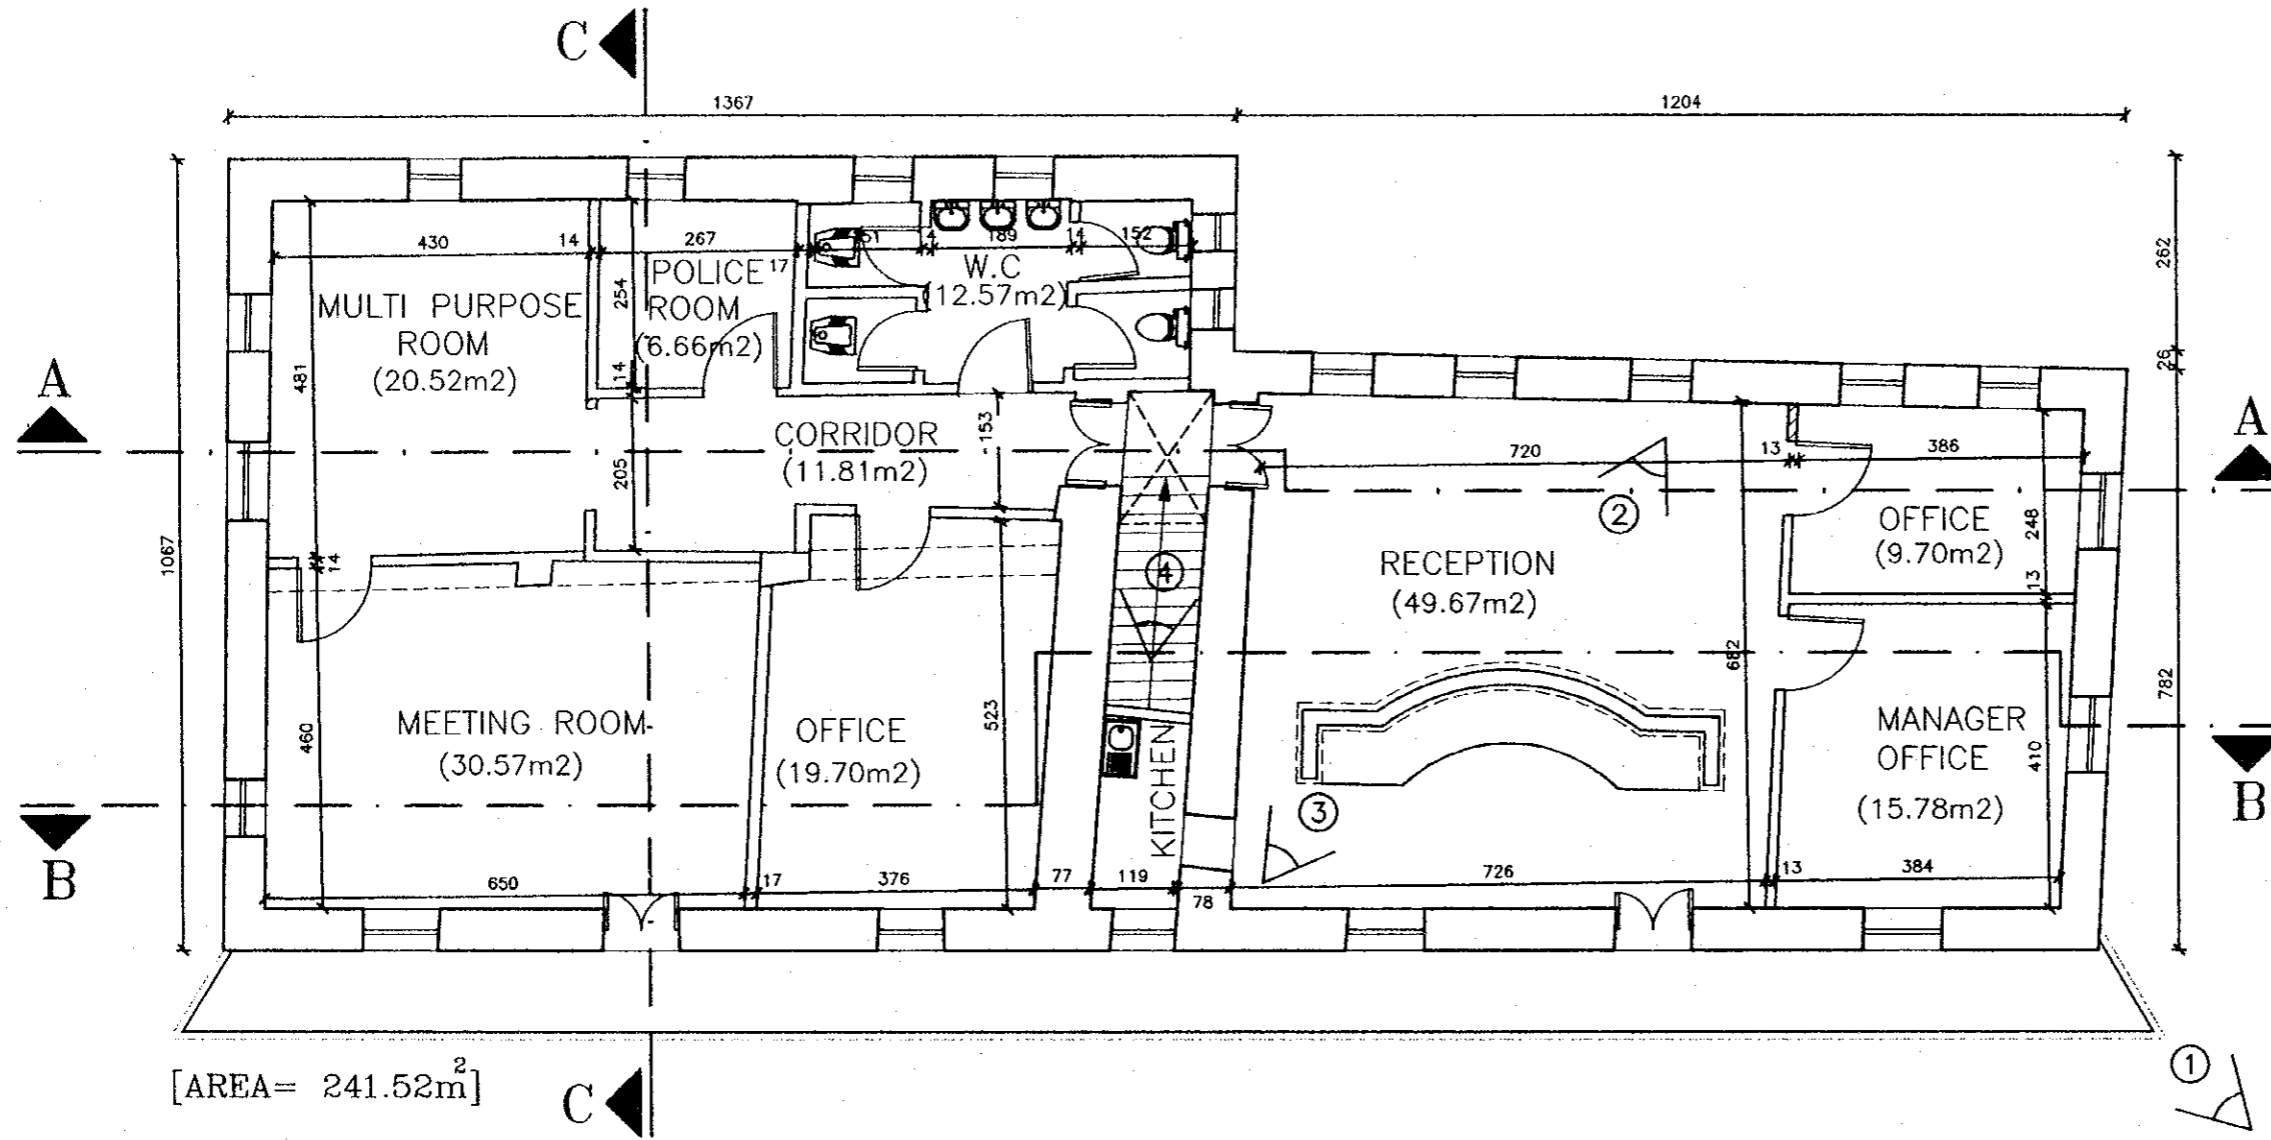 C
1367
1204
430
14
267
17
51
4
189
14
152
W.C
(12.57m2)
POLICE
ROOM
(6.66m2)
254
14
MULTI PURPOSE
ROOM
(20.52m2)
481
262
26
A
A
CORRIDOR
(11.81m2)
153
205
720
13
386
2
OFFICE
(9.70m2)
248
13
1067
14
4
RECEPTION
(49.67m2)
682
782
MEETING ROOM
(30.57m2)
460
OFFICE
(19.70m2)
523
KITCHEN
MANAGER
OFFICE
(15.78m2)
410
3
B
B
650
17
376
77
119
78
726
13
384
[AREA= 241.52m2]
C
1